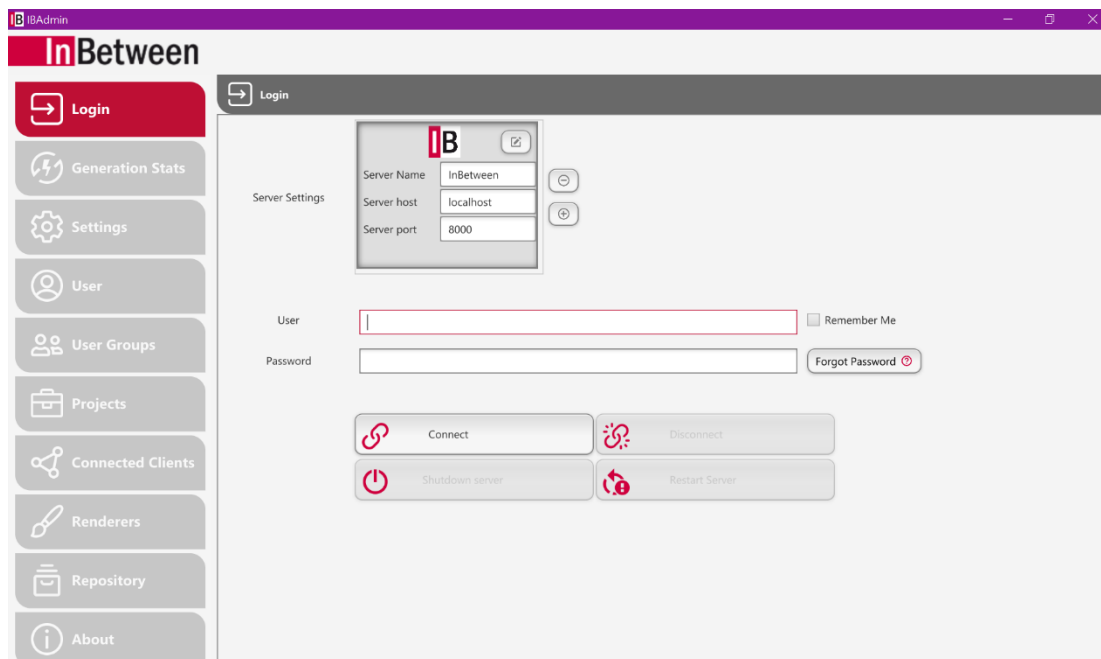 IB IBAdmin
InBetween
Login
Generation Stats
Settings
User
User Groups
Projects
Connected Clients
Renderers
Repository
About
Login
Server Settings
IB
Server Name InBetween
Server host localhost
Server port 8000
User Remember Me
Password Forgot Password ?
Connect Disconnect
Shutdown server Restart Server